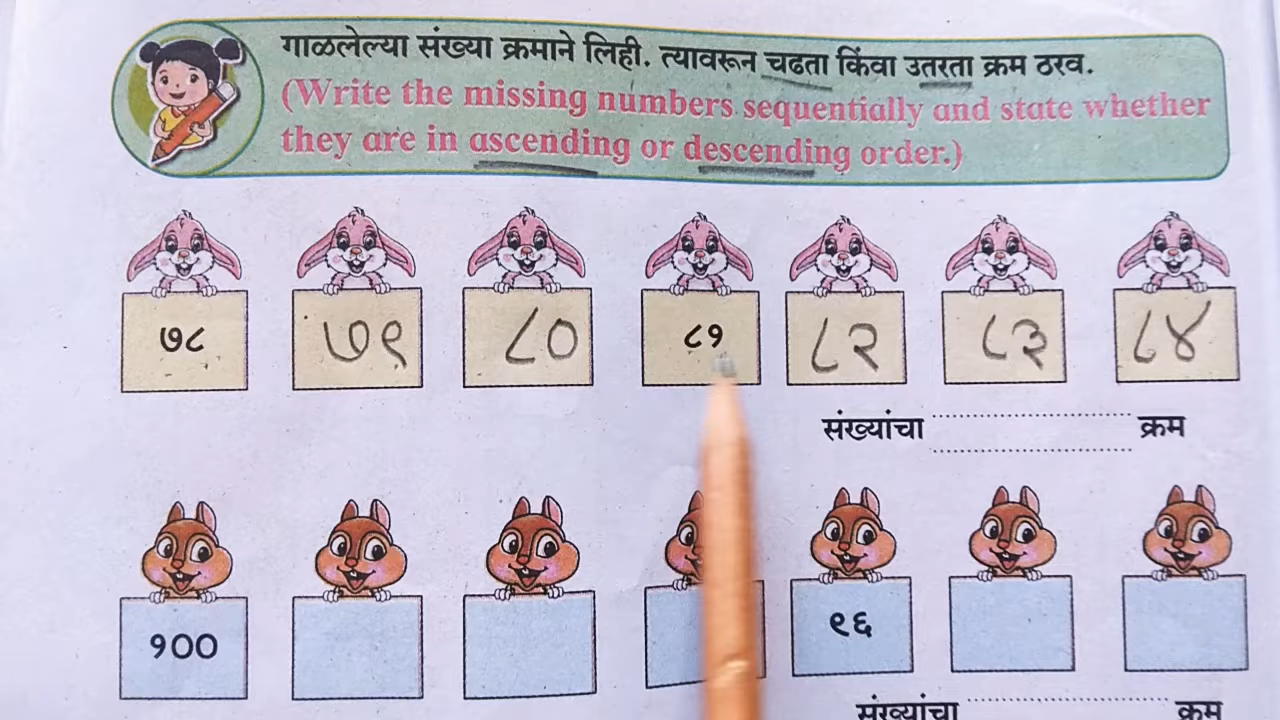 गाळलेल्या संख्या क्रमाने लिही. त्यावरून चढता किंवा उतरता क्रम ठरव.
(Write the missing numbers sequentially and state whether
they are in ascending or descending order.)
७८ ७९ ८० ८१ ८२ ८३ ८४
संख्यांचा क्रम
१०० ९६
संख्यांचा क्रम